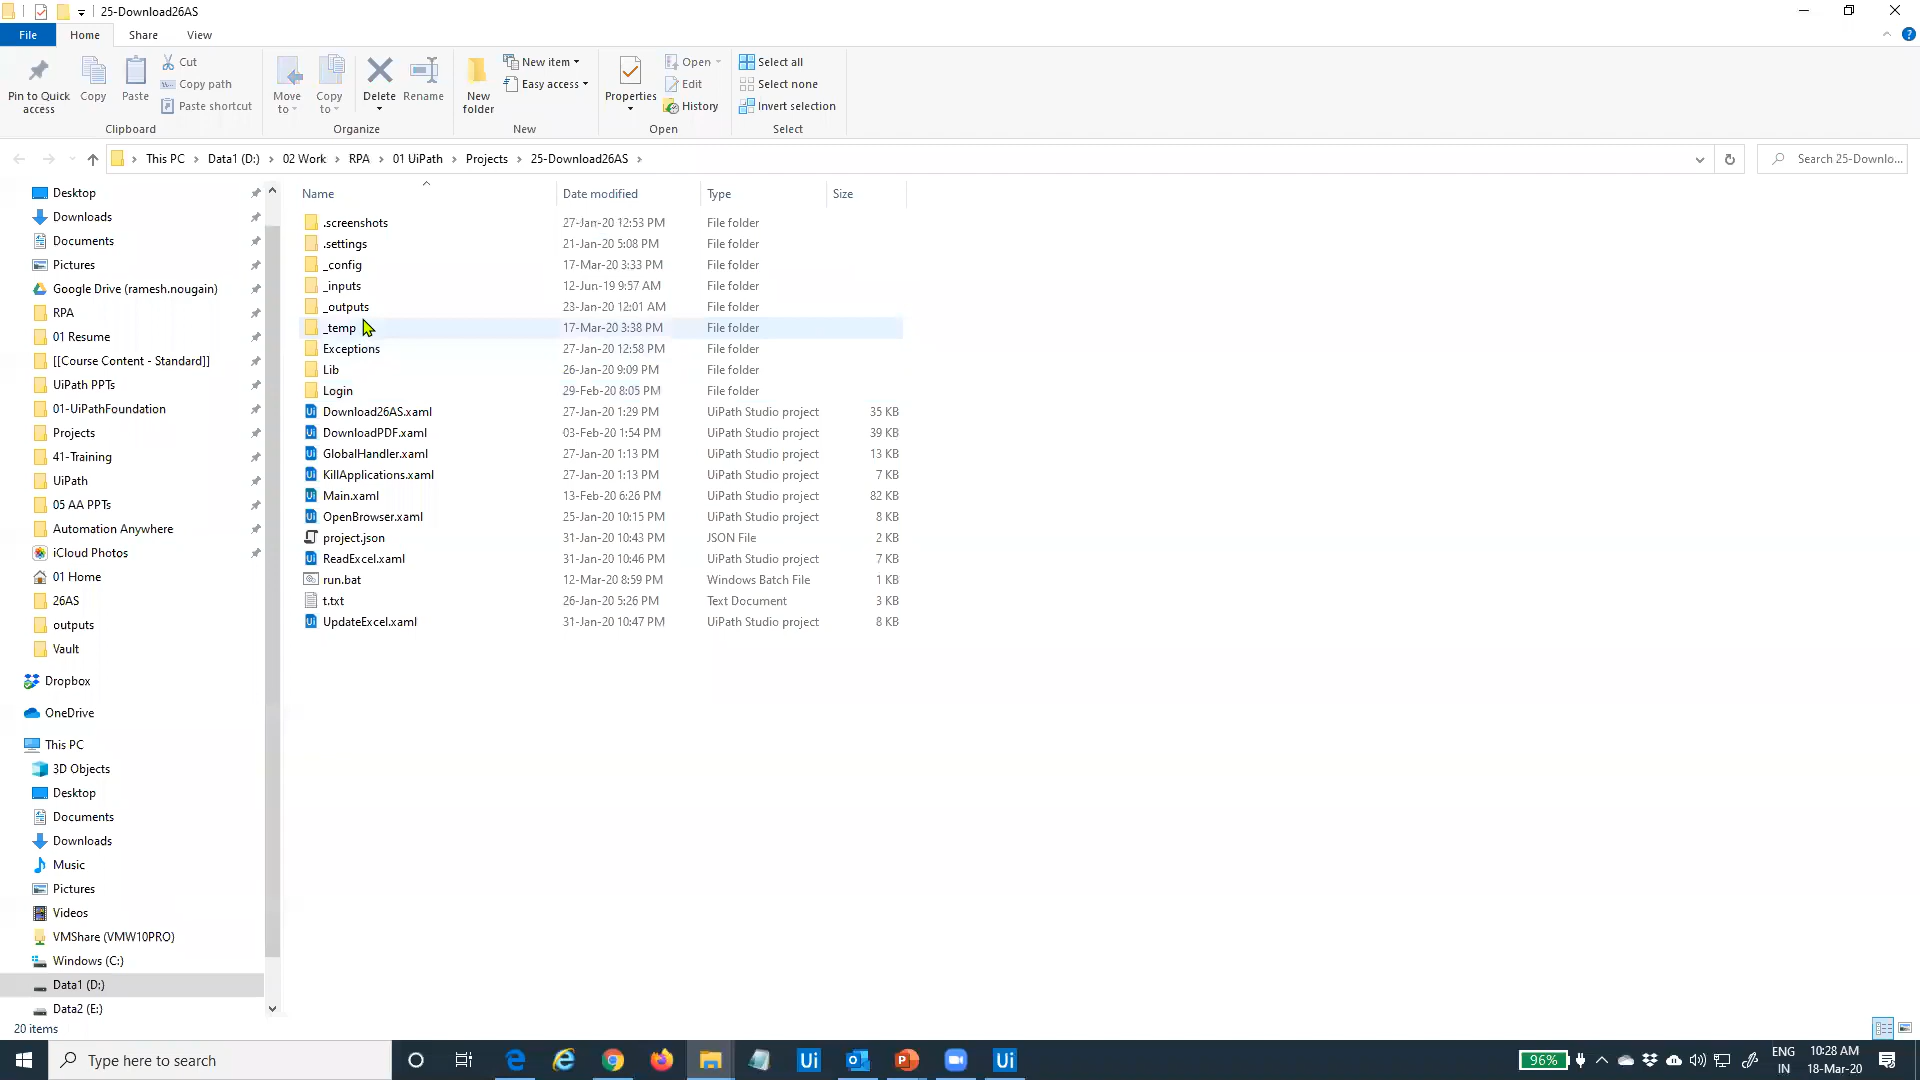 25-Download26AS
File Home Share View
Pin to Quick access
Copy
Paste
Cut
Copy path
Paste shortcut
Clipboard
Move to
Copy to
Delete
Rename
Organize
New folder
New item
Easy access
New
Properties
Open
Edit
History
Open
Select all
Select none
Invert selection
Select
This PC › Data1 (D:) › 02 Work › RPA › 01 UiPath › Projects › 25-Download26AS ›
Search 25-Downlo...
Desktop
Downloads
Documents
Pictures
Google Drive (ramesh.nougain)
RPA
01 Resume
[[Course Content - Standard]]
UiPath PPTs
01-UiPathFoundation
Projects
41-Training
UiPath
05 AA PPTs
Automation Anywhere
iCloud Photos
01 Home
26AS
outputs
Vault
Dropbox
OneDrive
This PC
3D Objects
Desktop
Documents
Downloads
Music
Pictures
Videos
VMShare (VMW10PRO)
Windows (C:)
Data1 (D:)
Data2 (E:)
Name Date modified Type Size
.screenshots 27-Jan-20 12:53 PM File folder
.settings 21-Jan-20 5:08 PM File folder
_config 17-Mar-20 3:33 PM File folder
_inputs 12-Jun-19 9:57 AM File folder
_outputs 23-Jan-20 12:01 AM File folder
_temp 17-Mar-20 3:38 PM File folder
Exceptions 27-Jan-20 12:58 PM File folder
Lib 26-Jan-20 9:09 PM File folder
Login 29-Feb-20 8:05 PM File folder
Download26AS.xaml 27-Jan-20 1:29 PM UiPath Studio project 35 KB
DownloadPDF.xaml 03-Feb-20 1:54 PM UiPath Studio project 39 KB
GlobalHandler.xaml 27-Jan-20 1:13 PM UiPath Studio project 13 KB
KillApplications.xaml 27-Jan-20 1:13 PM UiPath Studio project 7 KB
Main.xaml 13-Feb-20 6:26 PM UiPath Studio project 82 KB
OpenBrowser.xaml 25-Jan-20 10:15 PM UiPath Studio project 8 KB
project.json 31-Jan-20 10:43 PM JSON File 2 KB
ReadExcel.xaml 31-Jan-20 10:46 PM UiPath Studio project 7 KB
run.bat 12-Mar-20 8:59 PM Windows Batch File 1 KB
t.txt 26-Jan-20 5:26 PM Text Document 3 KB
UpdateExcel.xaml 31-Jan-20 10:47 PM UiPath Studio project 8 KB
20 items
Type here to search
Ui
Ui
96%
ENG
IN
10:28 AM
18-Mar-20